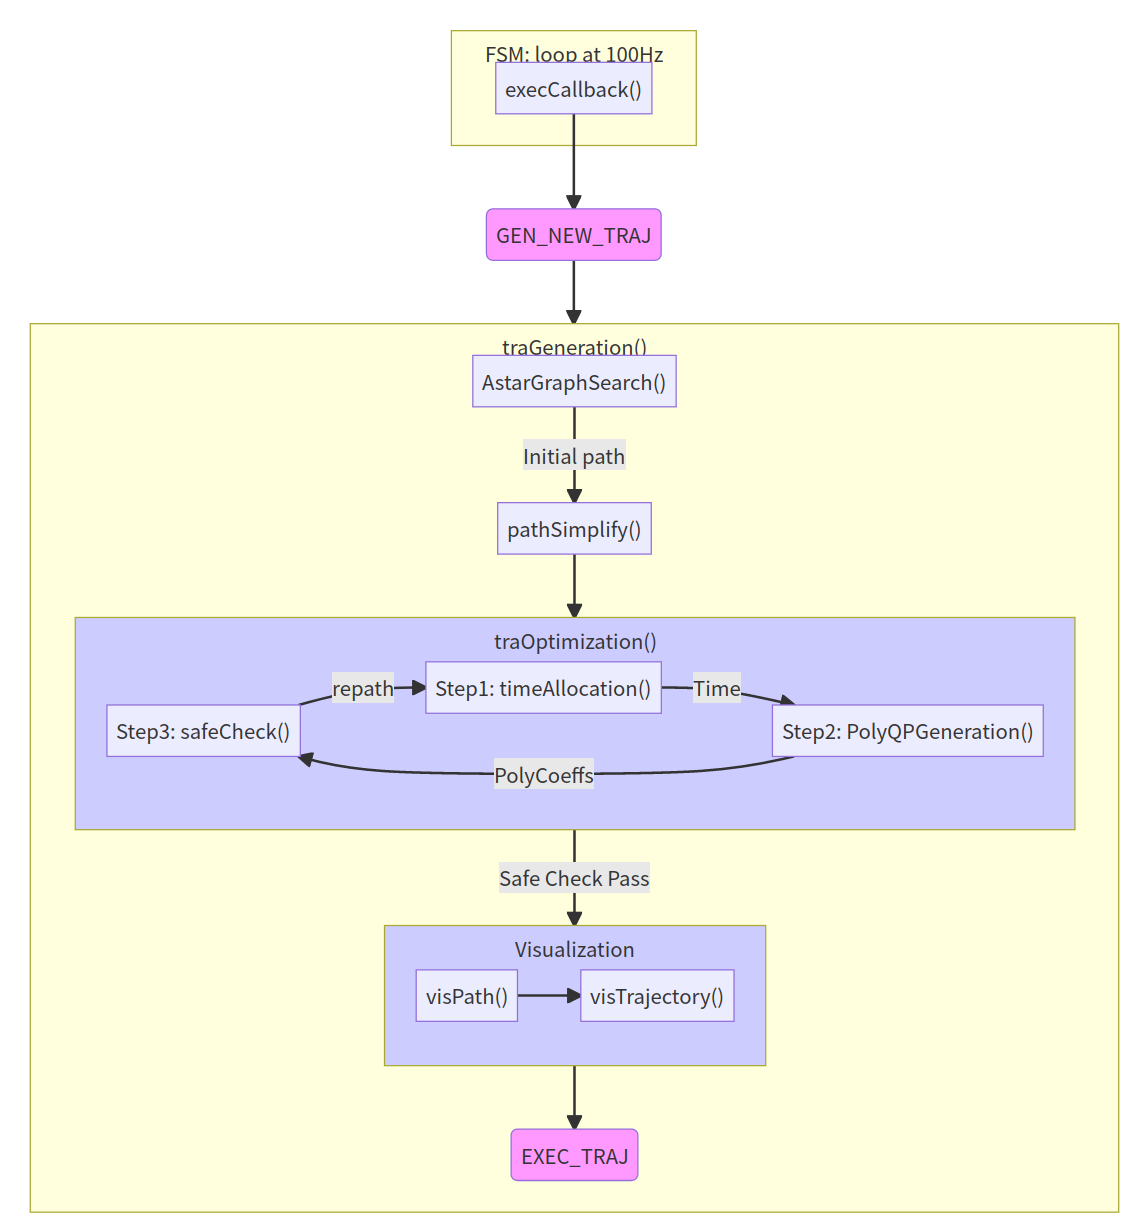 FSM: loop at 100Hz
execCallback()
GEN_NEW_TRAJ
traGeneration()
AstarGraphSearch()
Initial path
pathSimplify()
traOptimization()
repath
Step1: timeAllocation()
Time
Step3: safeCheck()
Step2: PolyQPGeneration()
PolyCoeffs
Safe Check Pass
Visualization
visPath()
visTrajectory()
EXEC_TRAJ